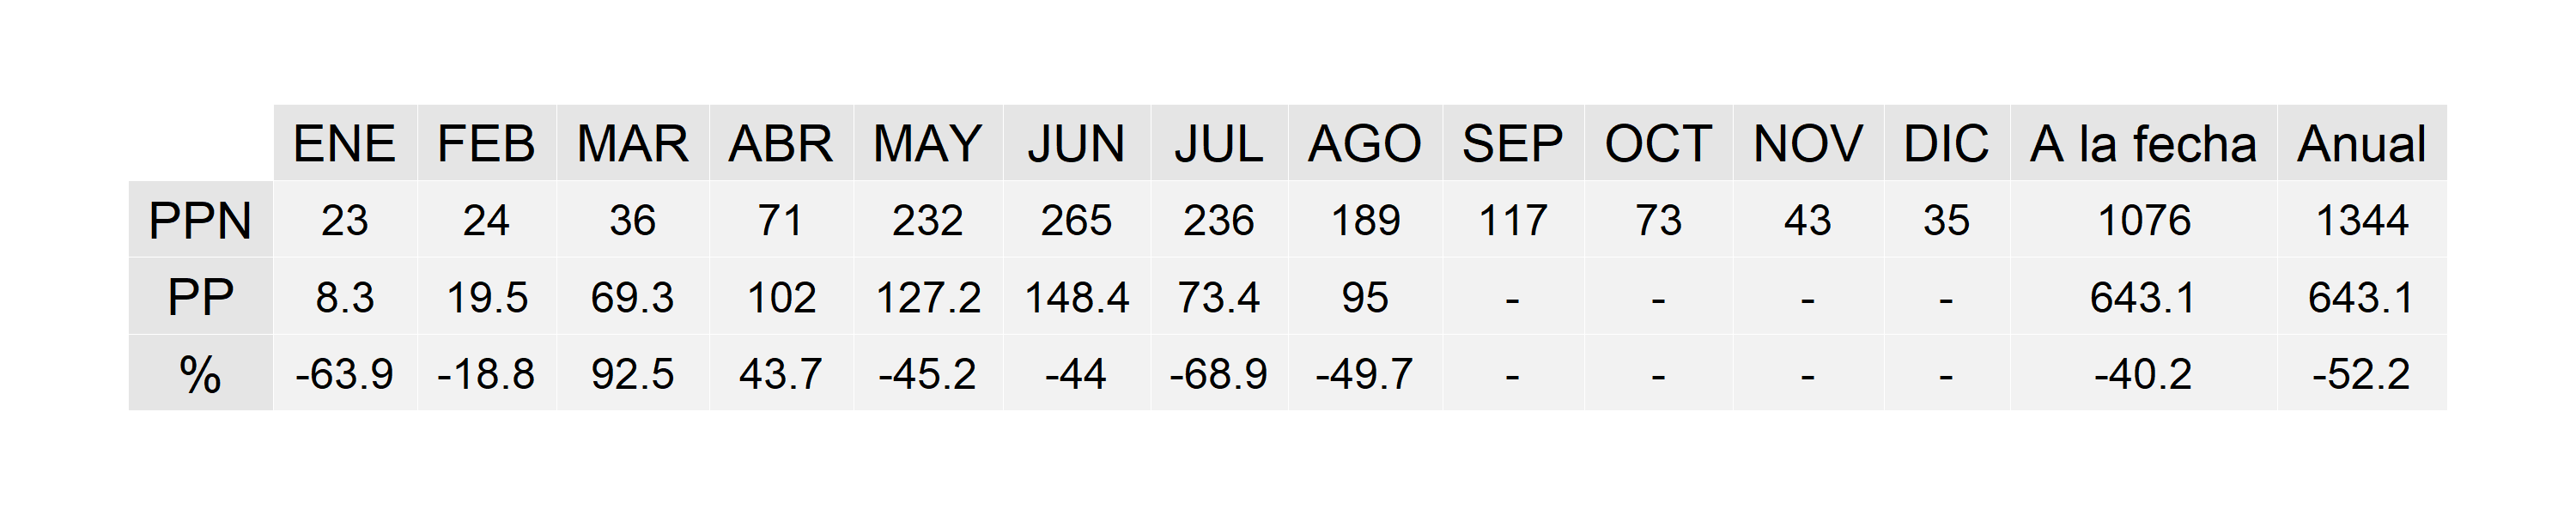 ENE FEB MAR ABR MAY JUN JUL AGO SEP OCT NOV DIC A la fecha Anual
PPN 23 24 36 71 232 265 236 189 117 73 43 35 1076 1344
PP 8.3 19.5 69.3 102 127.2 148.4 73.4 95 - - - - 643.1 643.1
% -63.9 -18.8 92.5 43.7 -45.2 -44 -68.9 -49.7 - - - - -40.2 -52.2